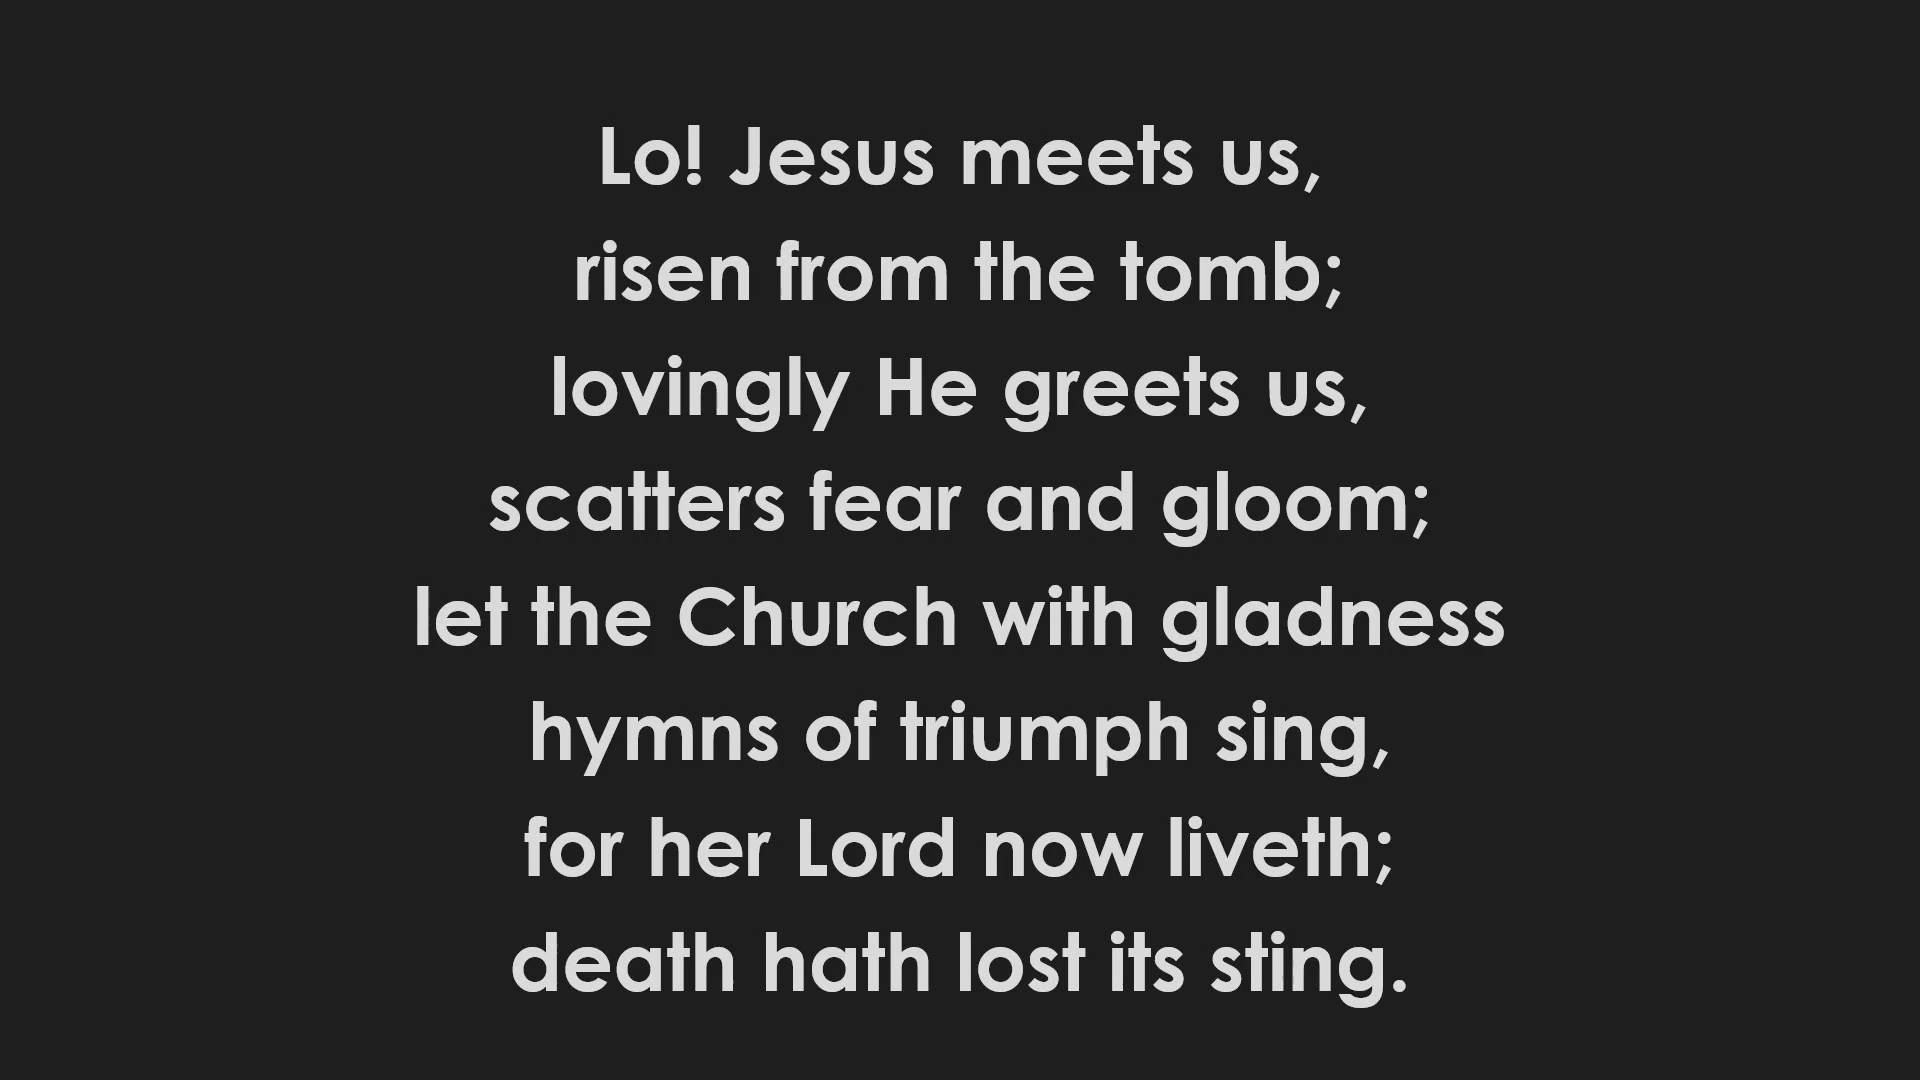 Lo! Jesus meets us,
risen from the tomb;
lovingly He greets us,
scatters fear and gloom;
let the Church with gladness
hymns of triumph sing,
for her Lord now liveth;
death hath lost its sting.